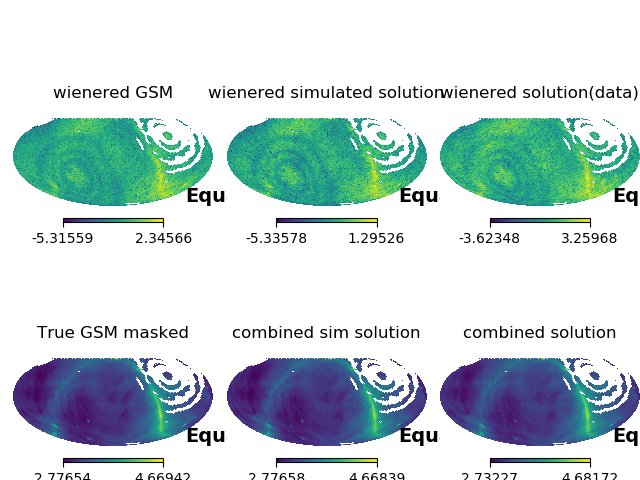 wienered GSM
wienered simulated solution
wienered solution(data)
Equ
Equ
Eq
-5.31559 2.34566
-5.33578 1.29526
-3.62348 3.25968
True GSM masked
combined sim solution
combined solution
Equ
Equ
Eq
2.77654 4.66942
2.77658 4.66839
2.73227 4.68172